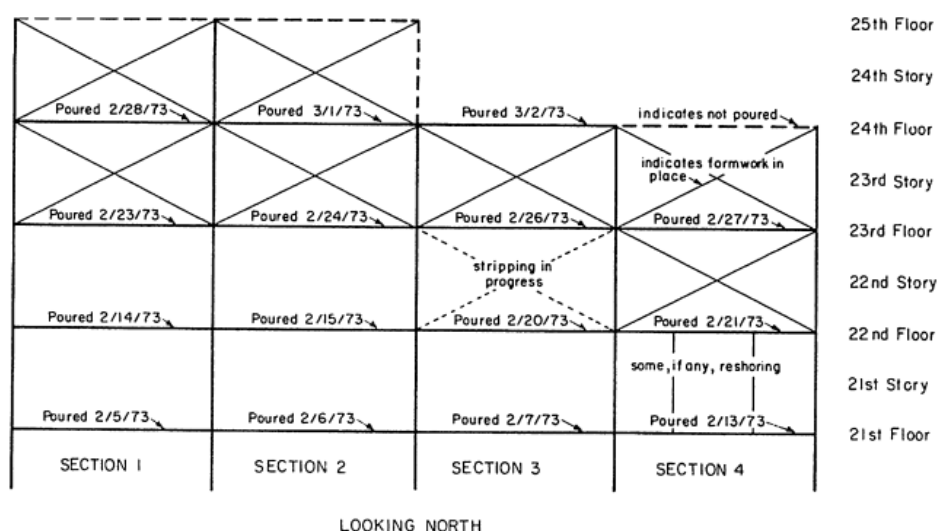 25th Floor
24th Story
Poured 2/28/73
Poured 3/1/73
Poured 3/2/73
indicates not poured
24th Floor
indicates formwork in
place
23rd Story
Poured 2/23/73
Poured 2/24/73
Poured 2/26/73
Poured 2/27/73
23rd Floor
stripping in
progress
22nd Story
Poured 2/14/73
Poured 2/15/73
Poured 2/20/73
Poured 2/21/73
22nd Floor
some, if any, reshoring
21st Story
Poured 2/5/73
Poured 2/6/73
Poured 2/7/73
Poured 2/13/73
21st Floor
SECTION 1
SECTION 2
SECTION 3
SECTION 4
LOOKING NORTH